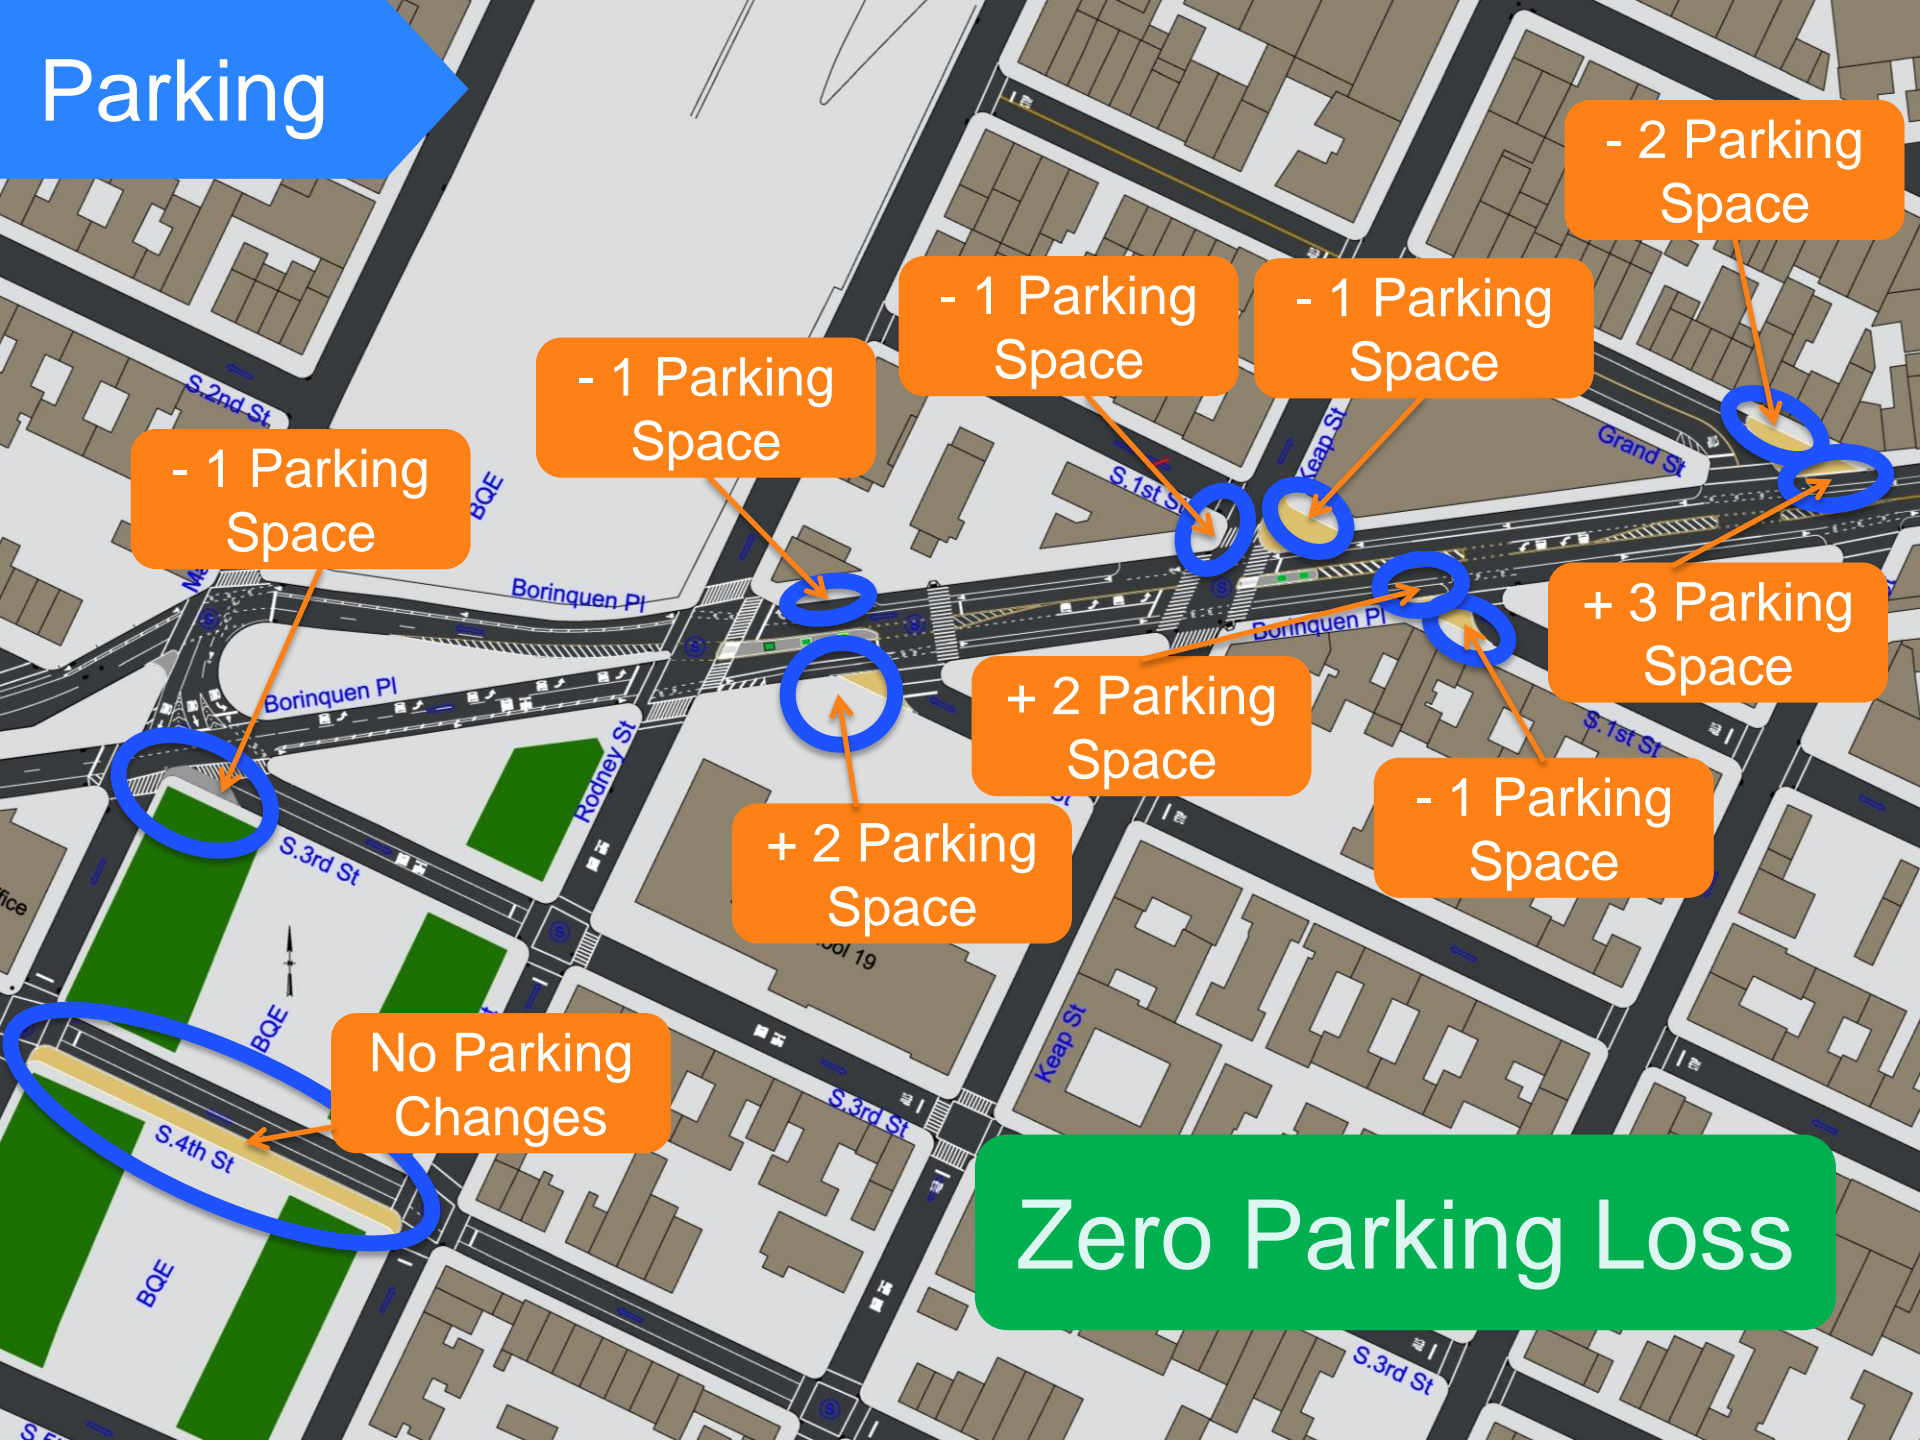 Parking
- 2 Parking
Space
- 1 Parking
Space
- 1 Parking
Space
- 1 Parking
Space
- 1 Parking
Space
+ 3 Parking
Space
+ 2 Parking
Space
- 1 Parking
Space
+ 2 Parking
Space
No Parking
Changes
Zero Parking Loss
S.2nd St
BQE
Keap St
Grand St
S.1st St
Borinquen Pl
Borinquen Pl
Borinquen Pl
Rodney St
S.1st St
S.3rd St
ool 19
fice
BQE
Keap St
S.3rd St
S.4th St
BQE
S.3rd St